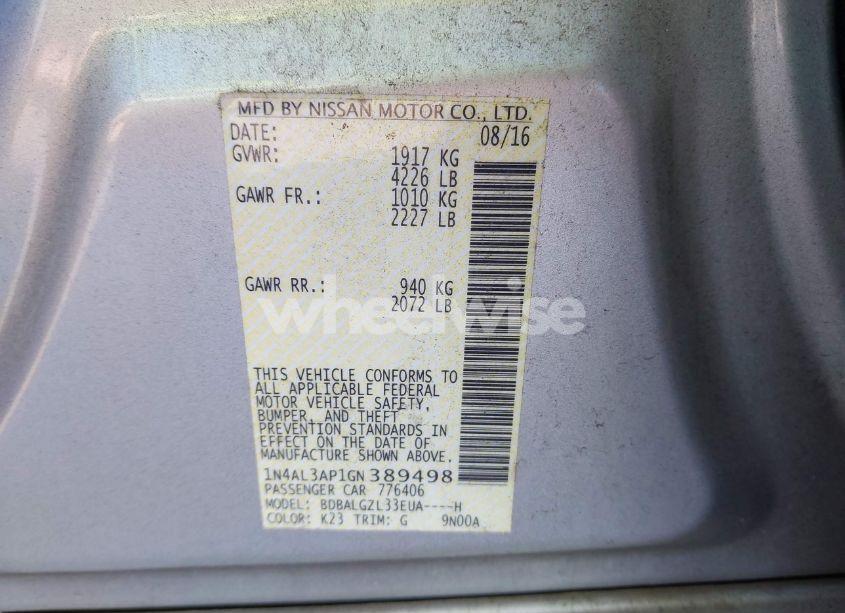 MFD BY NISSAN MOTOR CO., LTD.
DATE: 08/16
GVWR: 1917 KG
4226 LB
GAWR FR.: 1010 KG
2227 LB
GAWR RR.: 940 KG
2072 LB
wheelwise
THIS VEHICLE CONFORMS TO
ALL APPLICABLE FEDERAL
MOTOR VEHICLE SAFETY,
BUMPER, AND THEFT
PREVENTION STANDARDS IN
EFFECT ON THE DATE OF
MANUFACTURE SHOWN ABOVE.
1N4AL3AP1GN389498
PASSENGER CAR 776406
MODEL: BDBALGZL33EUA----H
COLOR: K23 TRIM: G 9N00A